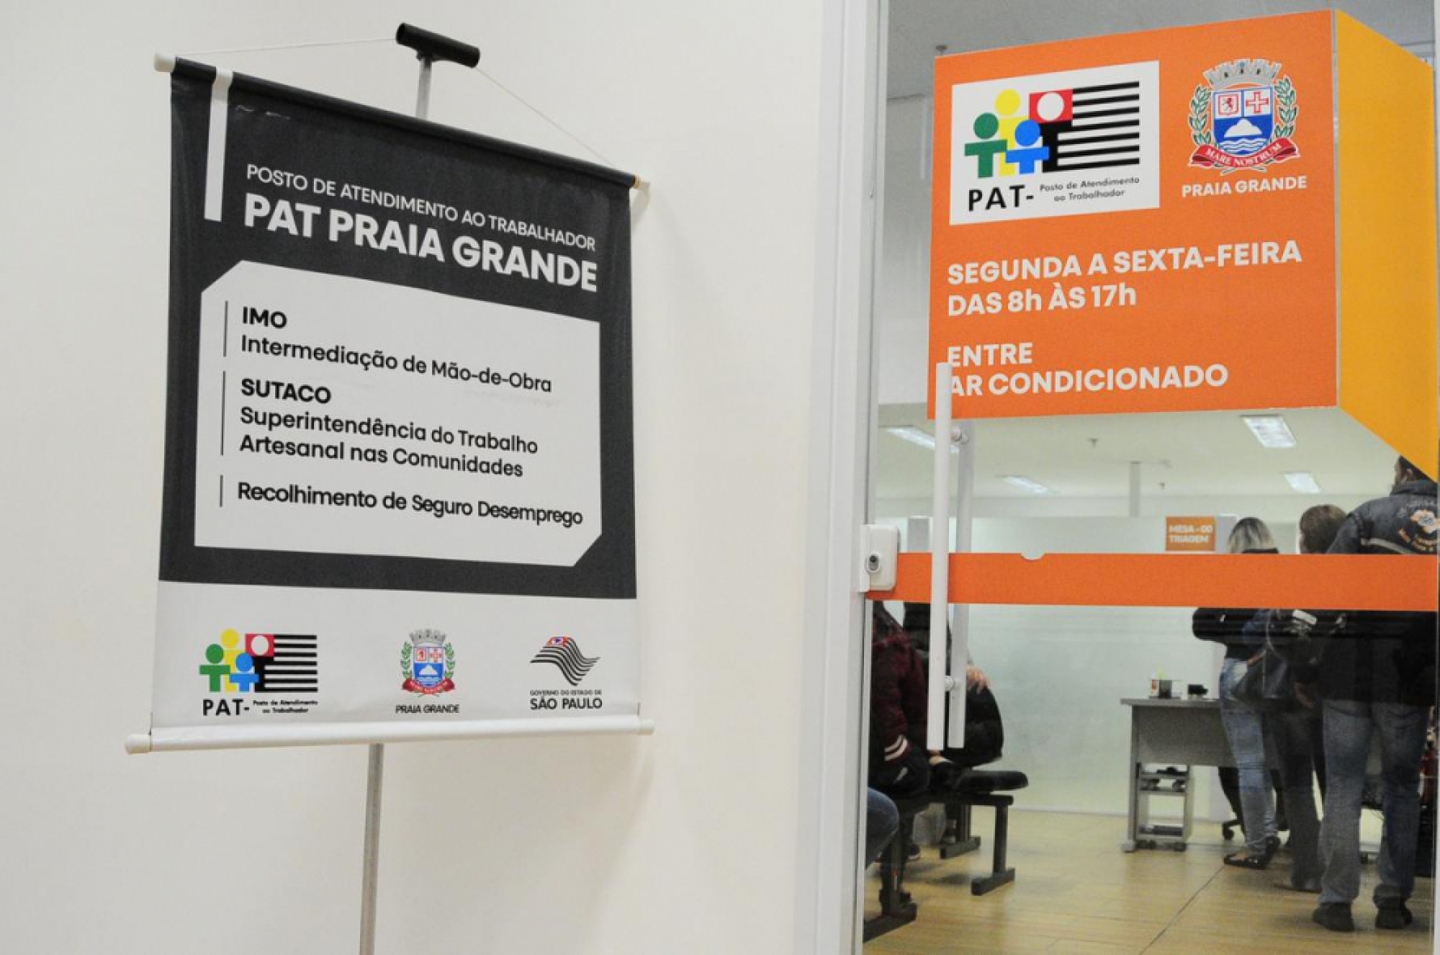 POSTO DE ATENDIMENTO AO TRABALHADOR
PAT PRAIA GRANDE
IMO
Intermediação de Mão-de-Obra
SUTACO
Superintendência do Trabalho
Artesanal nas Comunidades
Recolhimento de Seguro Desemprego
PAT- Posto de Atendimento
ao Trabalhador
PRAIA GRANDE
GOVERNO DO ESTADO DE
SÃO PAULO
PAT- Posto de Atendimento
ao Trabalhador
MARE NOSTRUM
PRAIA GRANDE
SEGUNDA A SEXTA-FEIRA
DAS 8h ÀS 17h
ENTRE
AR CONDICIONADO
MESA - 00
TRIAGEM